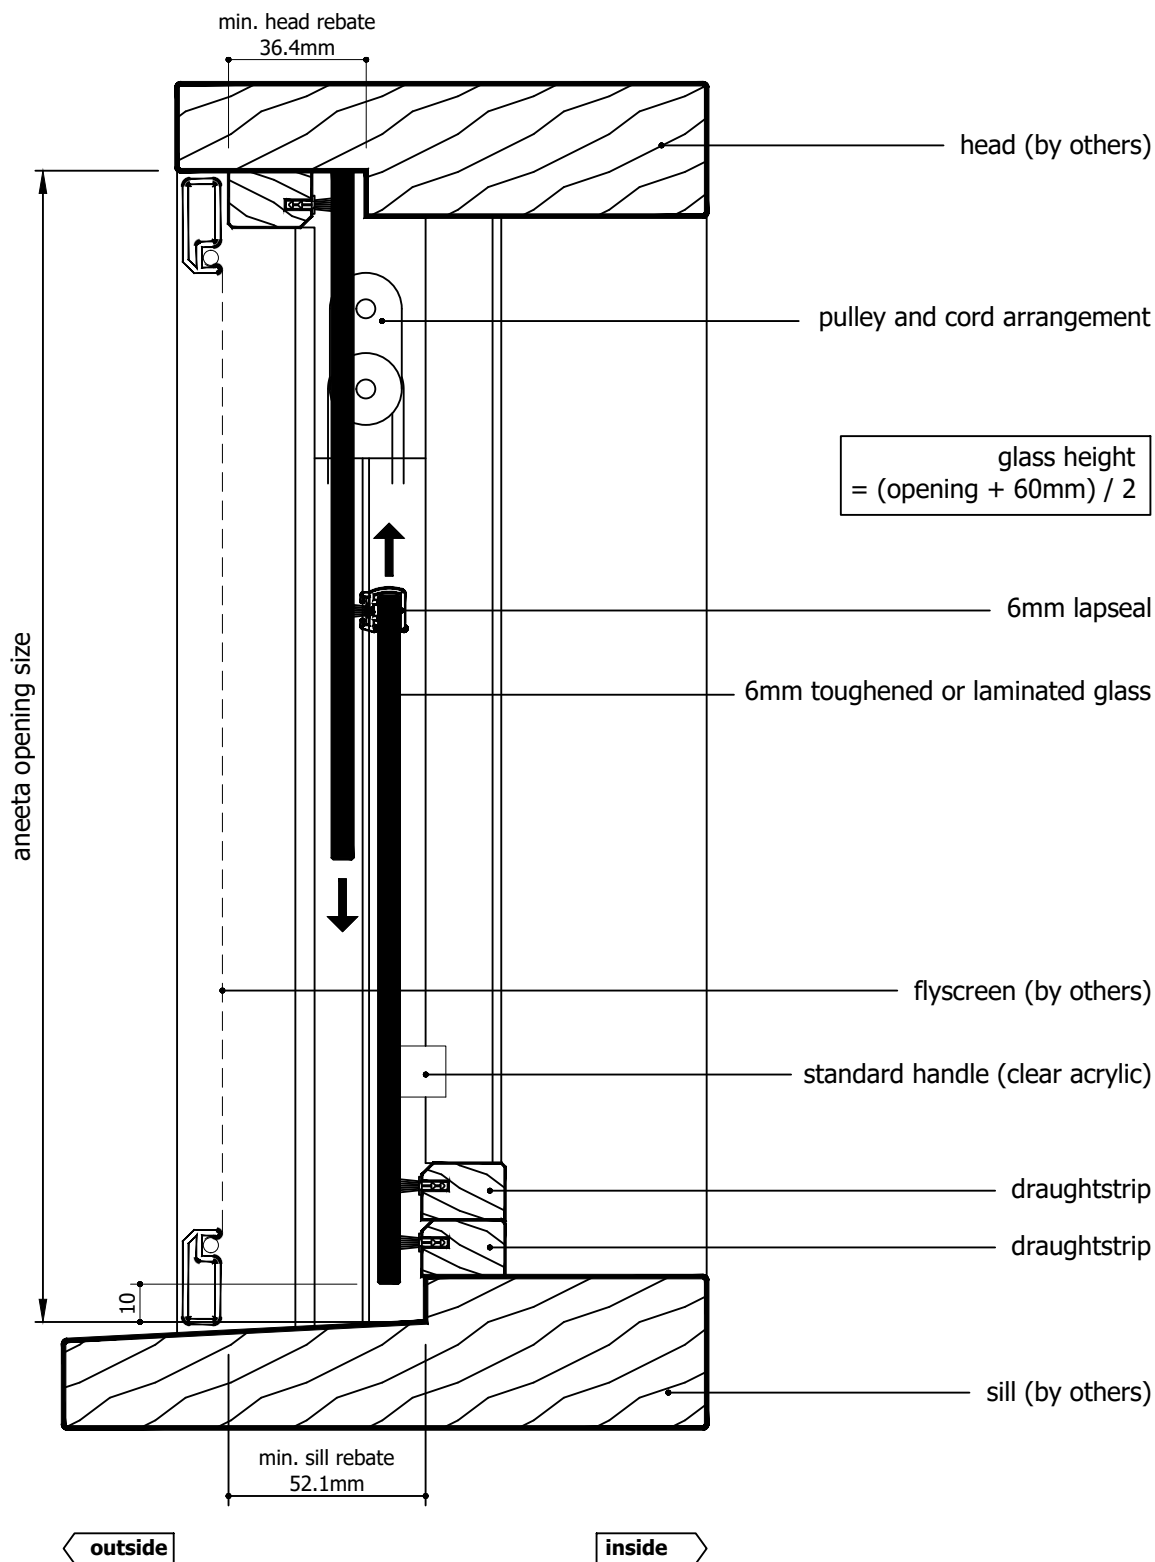 min. head rebate
36.4mm
head (by others)
pulley and cord arrangement
glass height
= (opening + 60mm) / 2
6mm lapseal
aneeta opening size
6mm toughened or laminated glass
flyscreen (by others)
standard handle (clear acrylic)
draughtstrip
draughtstrip
10
sill (by others)
min. sill rebate
52.1mm
outside
inside